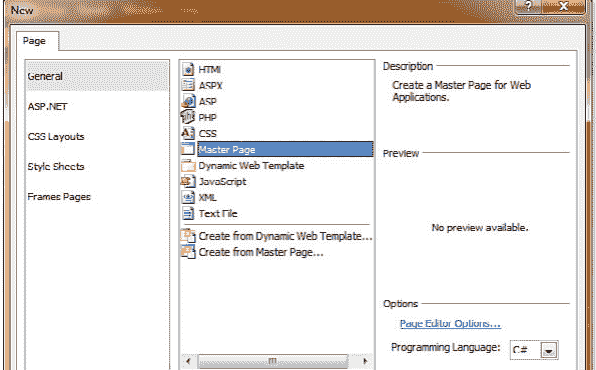 New
Page
General
ASP.NET
CSS Layouts
Style Sheets
Frames Pages
HTML
ASPX
ASP
PHP
CSS
Master Page
Dynamic Web Template
JavaScript
XML
Text File
Create from Dynamic Web Template...
Create from Master Page...
Description
Create a Master Page for Web
Applications.
Preview
No preview available.
Options
Page Editor Options...
Programming Language: C#